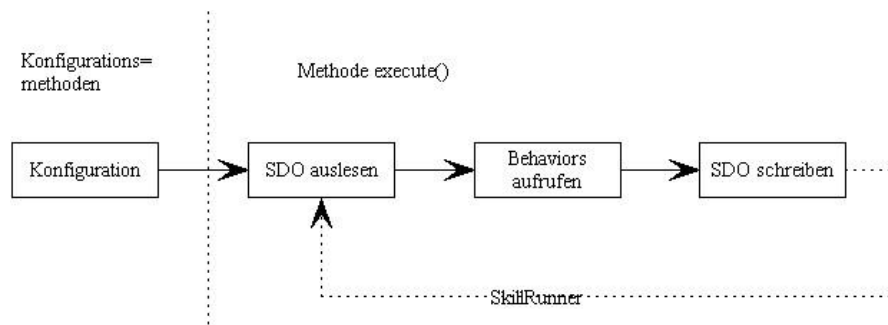 Konfigurations=
methoden
Methode execute()
Konfiguration
SDO auslesen
Behaviors
aufrufen
SDO schreiben
SkillRunner